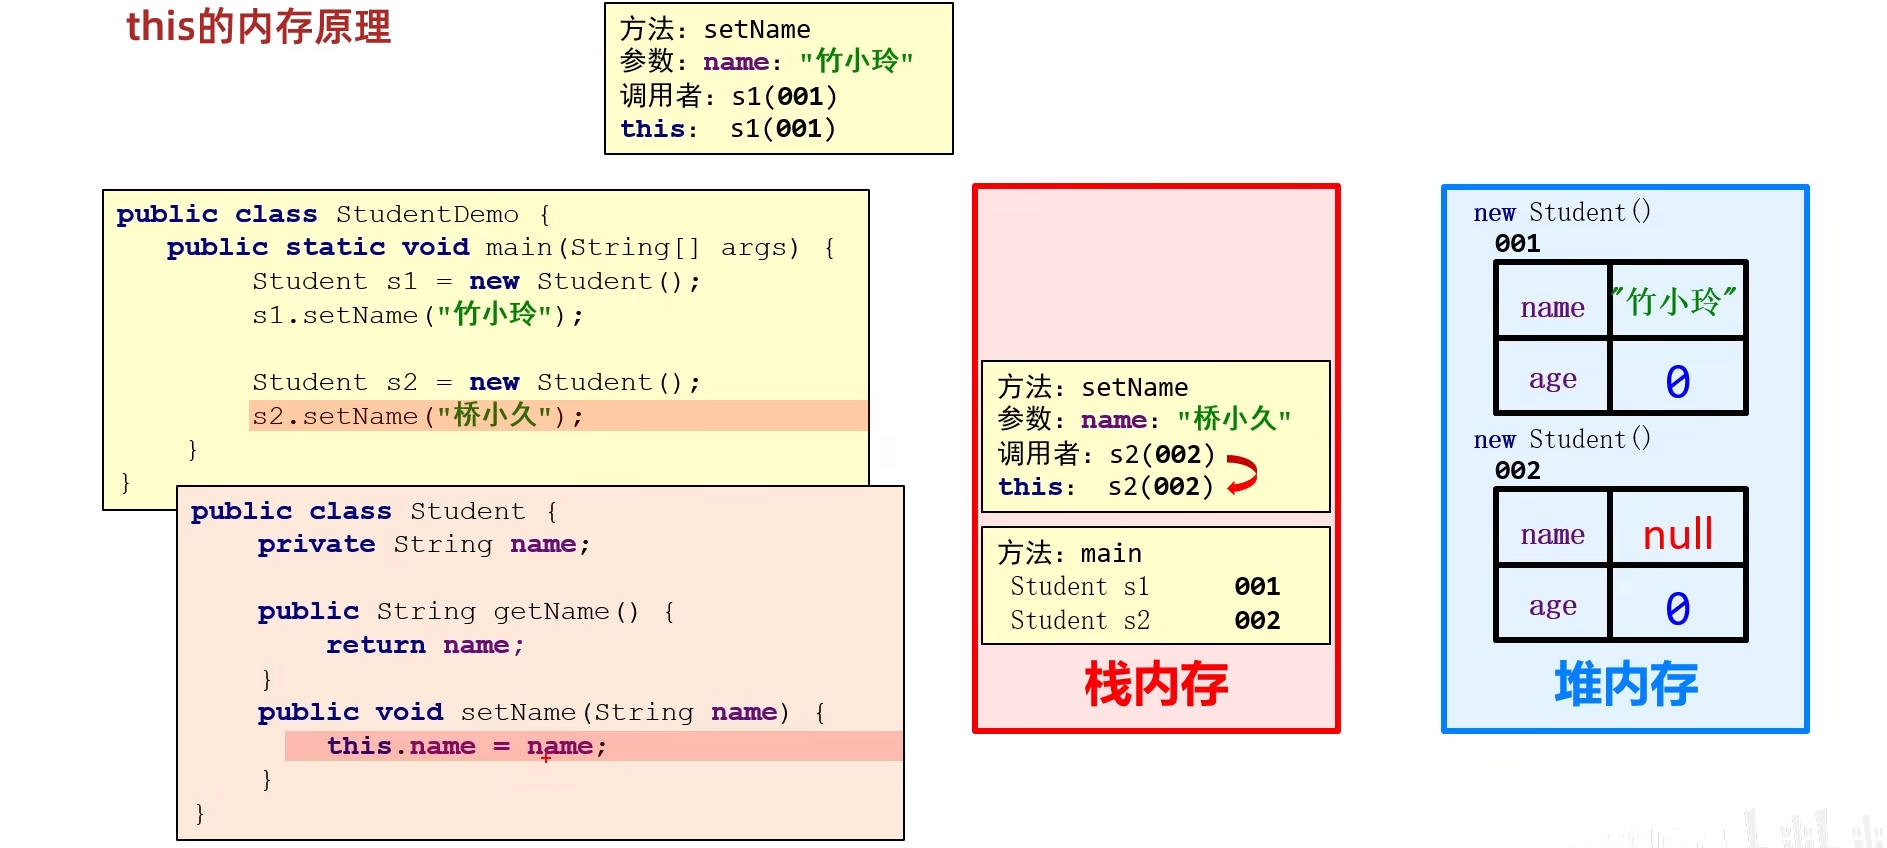 this的内存原理
方法：setName
参数：name："竹小玲"
调用者：s1(001)
this： s1(001)
public class StudentDemo {
public static void main(String[] args) {
Student s1 = new Student();
s1.setName("竹小玲");
Student s2 = new Student();
s2.setName("桥小久");
}
}
public class Student {
private String name;
public String getName() {
return name;
}
public void setName(String name) {
this.name = name;
}
}
方法：setName
参数：name："桥小久"
调用者：s2(002)
this： s2(002)
方法：main
Student s1 001
Student s2 002
栈内存
new Student()
001
name "竹小玲"
age 0
new Student()
002
name null
age 0
堆内存